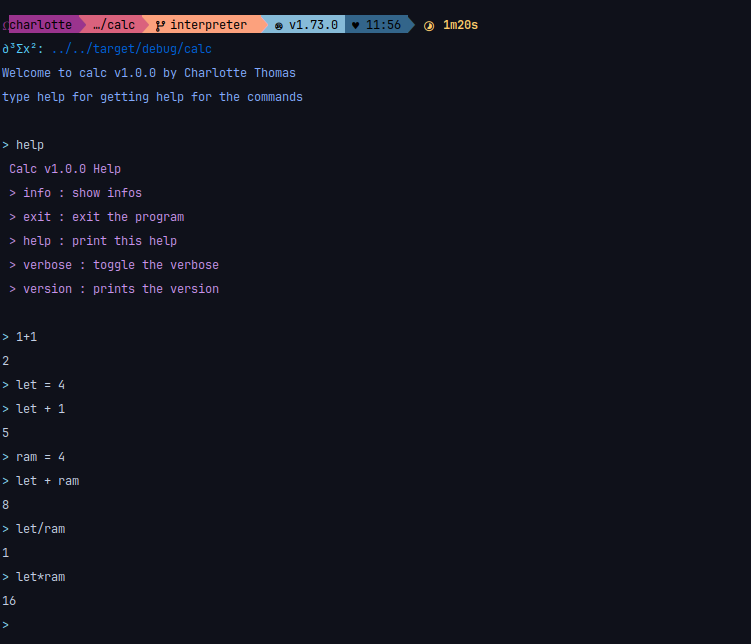 charlotte …/calc interpreter v1.73.0 ♥ 11:56 1m20s
∂³Σx²: ../../target/debug/calc
Welcome to calc v1.0.0 by Charlotte Thomas
type help for getting help for the commands
> help
Calc v1.0.0 Help
> info : show infos
> exit : exit the program
> help : print this help
> verbose : toggle the verbose
> version : prints the version
> 1+1
2
> let = 4
> let + 1
5
> ram = 4
> let + ram
8
> let/ram
1
> let*ram
16
>